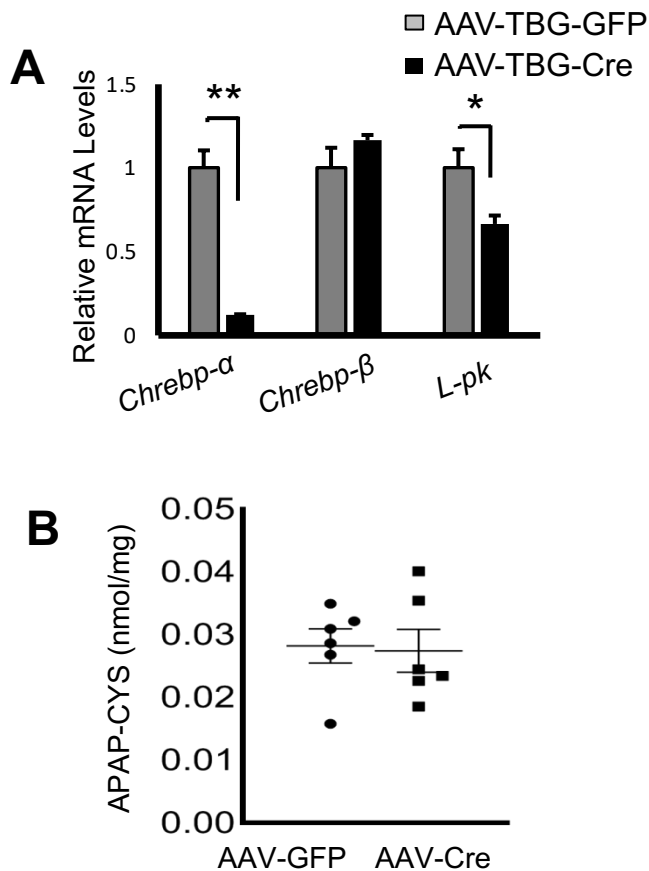 AAV-TBG-GFP
AAV-TBG-Cre
A
Relative mRNA Levels
1.5
1
0.5
0
**
*
Chrebp-α
Chrebp-β
L-pk
B
APAP-CYS (nmol/mg)
0.05
0.04
0.03
0.02
0.01
0.00
AAV-GFP AAV-Cre